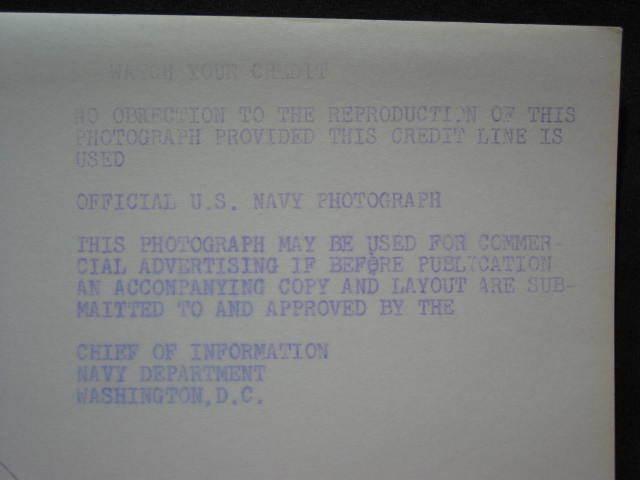 WATCH YOUR CREDIT
NO OBRECTION TO THE REPRODUCTION OF THIS
PHOTOGRAPH PROVIDED THIS CREDIT LINE IS
USED
OFFICIAL U.S. NAVY PHOTOGRAPH
THIS PHOTOGRAPH MAY BE USED FOR COMMER-
CIAL ADVERTISING IF BEFORE PUBLICATION
AN ACCOMPANYING COPY AND LAYOUT ARE SUB-
MAITTED TO AND APPROVED BY THE
CHIEF OF INFORMATION
NAVY DEPARTMENT
WASHINGTON,D.C.